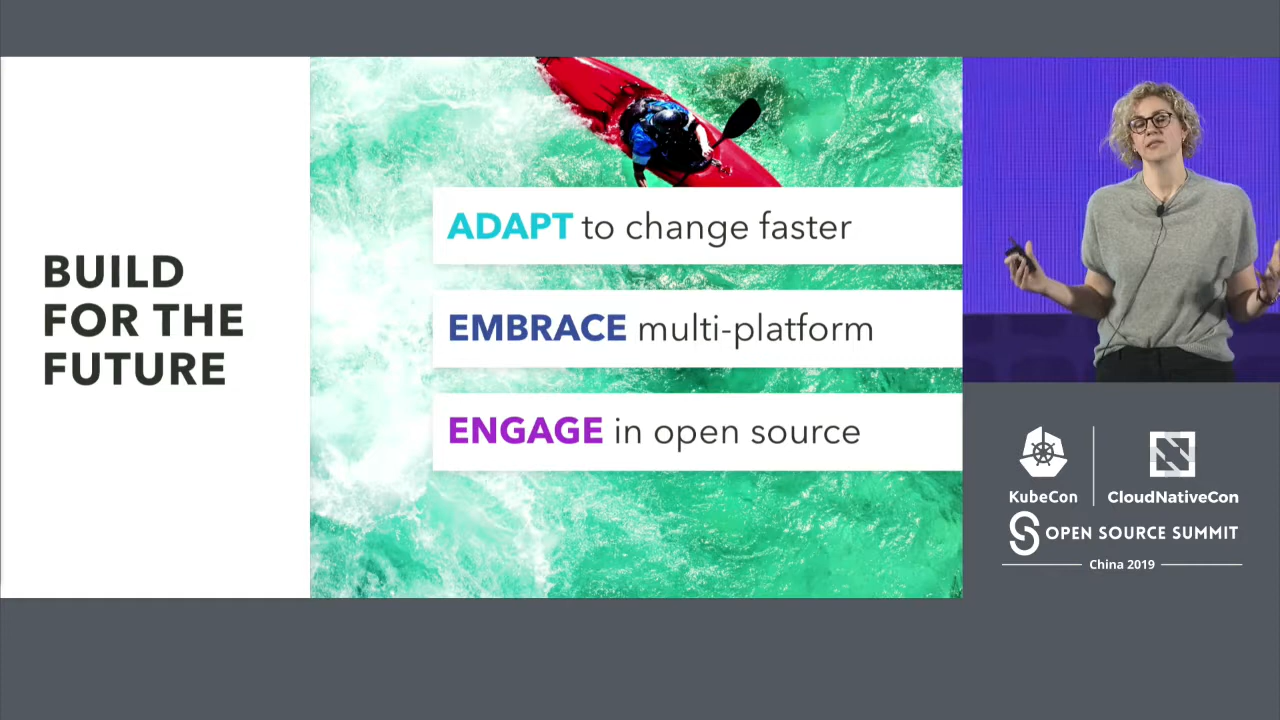 BUILD
FOR THE
FUTURE
ADAPT to change faster
EMBRACE multi-platform
ENGAGE in open source
KubeCon
CloudNativeCon
OPEN SOURCE SUMMIT
China 2019